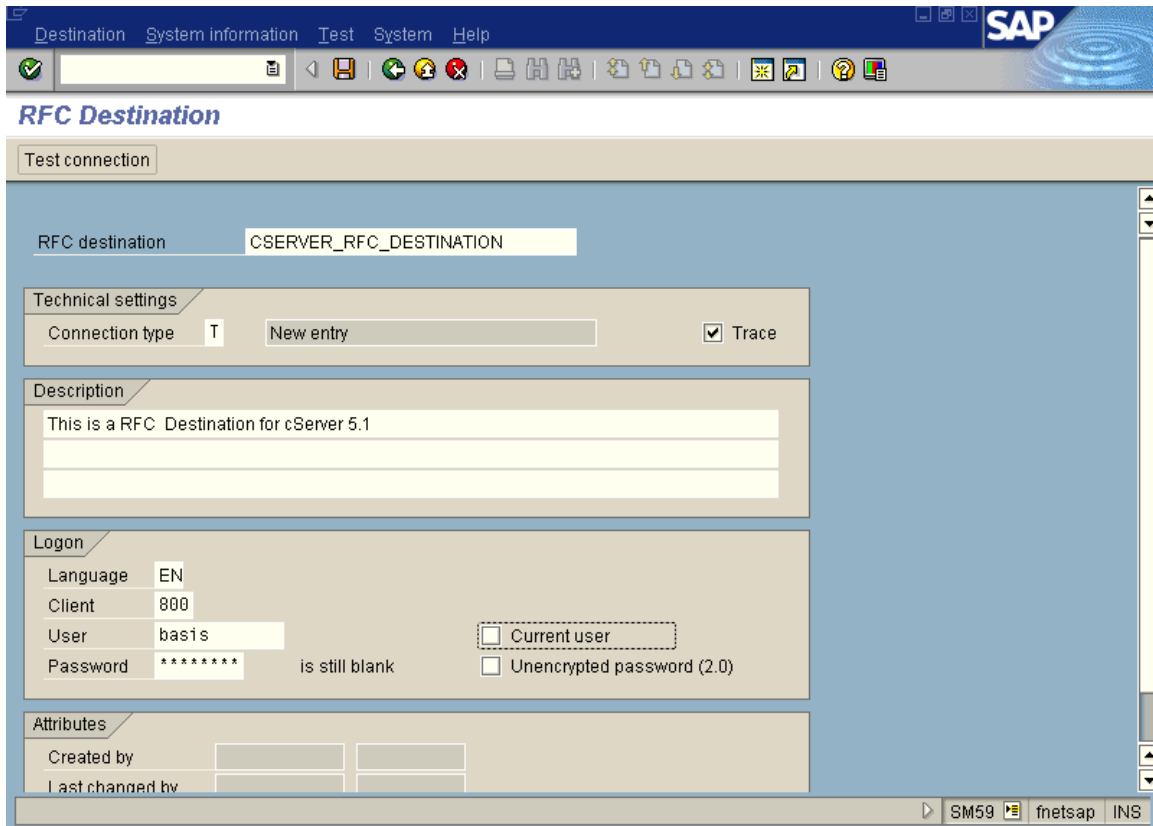 Destination System information Test System Help
SAP
RFC Destination
Test connection
RFC destination CSERVER_RFC_DESTINATION
Technical settings
Connection type T New entry Trace
Description
This is a RFC Destination for cServer 5.1
Logon
Language EN
Client 800
User basis Current user
Password ******** is still blank Unencrypted password (2.0)
Attributes
Created by
Last changed by
SM59 fnetsap INS